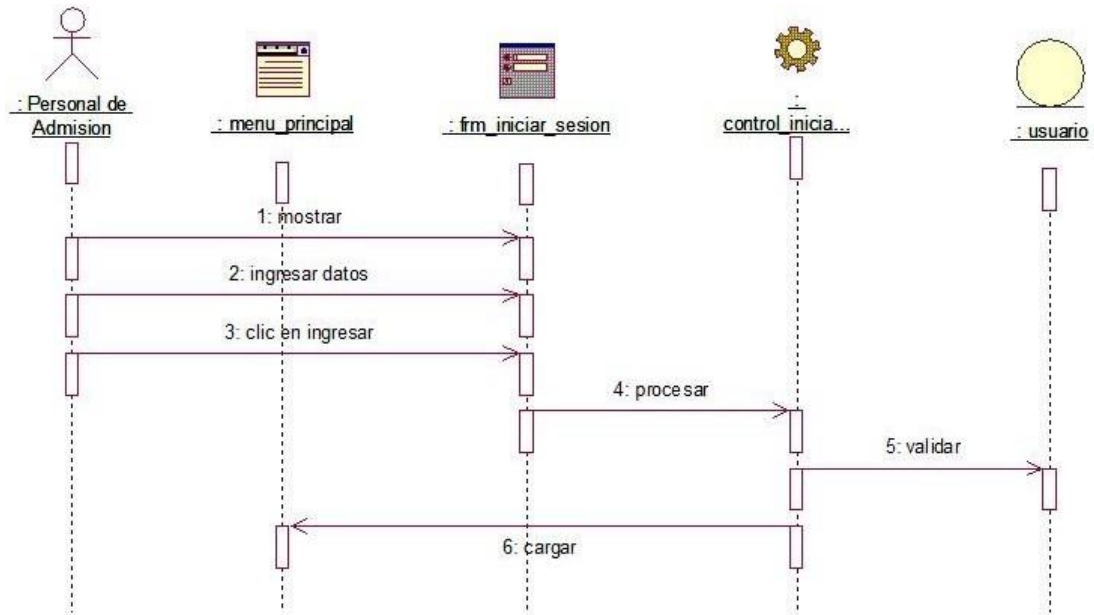 : Personal de
Admision
: menu_principal
: frm_iniciar_sesion
:
control_inicia...
: usuario
1: mostrar
2: ingresar datos
3: clic en ingresar
4: procesar
5: validar
6: cargar